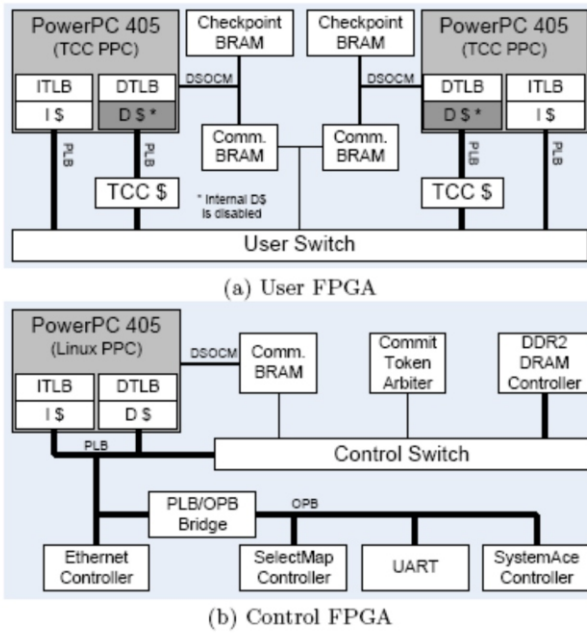 PowerPC 405
(TCC PPC)
ITLB
DTLB
I $
D $ *
PLB
PLB
TCC $
DSOCM
Checkpoint
BRAM
Comm.
BRAM
Checkpoint
BRAM
Comm.
BRAM
DSOCM
PowerPC 405
(TCC PPC)
DTLB
ITLB
D $ *
I $
PLB
PLB
TCC $
* Internal D$
is disabled
User Switch
(a) User FPGA
PowerPC 405
(Linux PPC)
ITLB
DTLB
I $
D $
DSOCM
Comm.
BRAM
Commit
Token
Arbiter
DDR2
DRAM
Controller
PLB
Control Switch
PLB/OPB
Bridge
OPB
Ethernet
Controller
SelectMap
Controller
UART
SystemAce
Controller
(b) Control FPGA